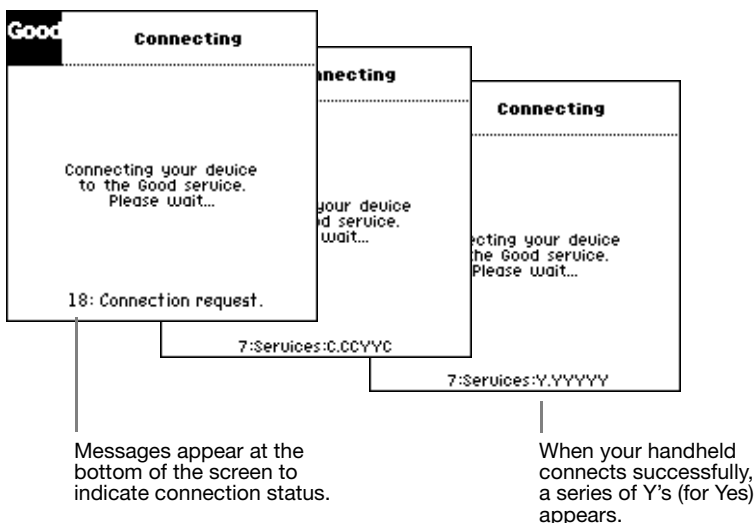 Good
Connecting
Connecting your device
to the Good service.
Please wait...
18: Connection request.
nnecting
your device
d service.
wait...
7:Services:C.CCYYC
Connecting
ecting your device
the Good service.
Please wait...
7:Services:Y.YYYYY
Messages appear at the
bottom of the screen to
indicate connection status.
When your handheld
connects successfully,
a series of Y's (for Yes)
appears.